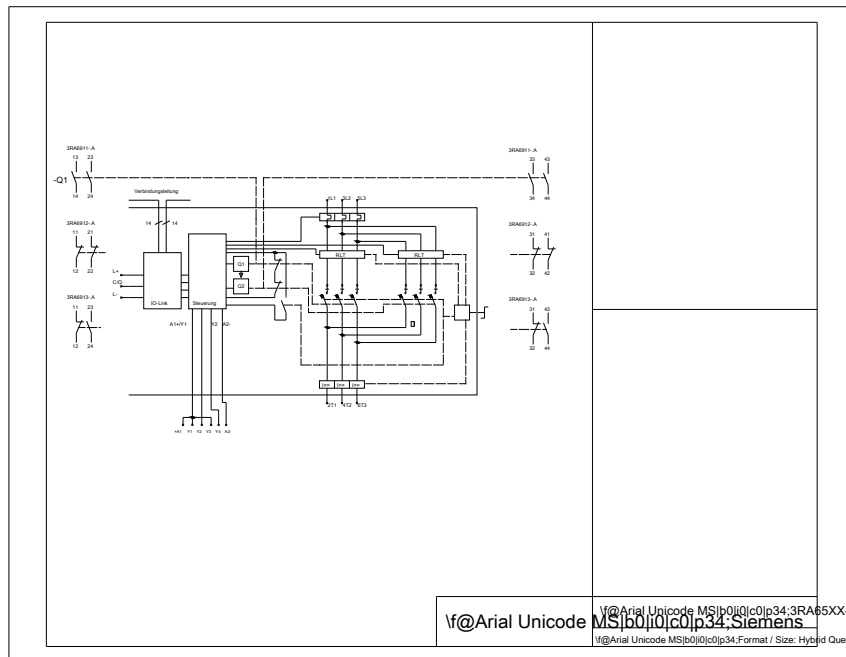 3RA6911-.A
13 23
-Q1
14 24
3RA6911-.A
33 43
34 44
Verbindungsleitung
1L1 3L2 5L3
3RA6912-.A
11 21
12 22
14 14
3RA6912-.A
31 41
32 42
RLT RLT
Q1
Q2
L+
C/Q
L-
IO-Link
Steuerung
3RA6913-.A
11 23
12 24
3RA6913-.A
31 43
32 44
A1+/Y1 Y2 A2-
I>> I>> I>>
2T1 4T2 6T3
+A1 Y1 Y2 Y3 Y4 A2-
\f@Arial Unicode MS|b0|i0|c0|p34;Siemens
\f@Arial Unicode MS|b0|i0|c0|p34;3RA65XX-
\f@Arial Unicode MS|b0|i0|c0|p34;Format / Size: Hybrid Que